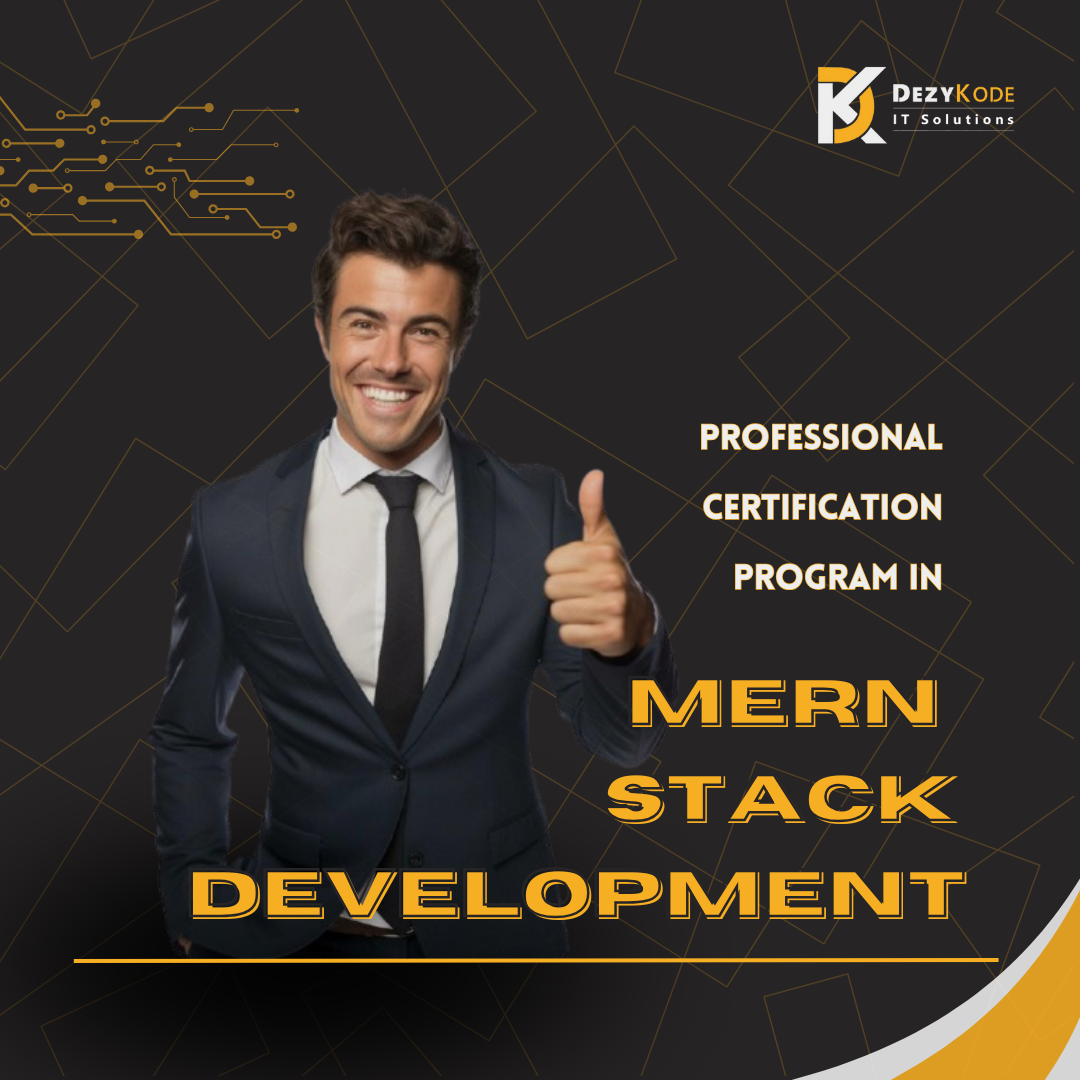 DEZYKODE
IT Solutions
PROFESSIONAL
CERTIFICATION
PROGRAM IN
MERN
STACK
DEVELOPMENT